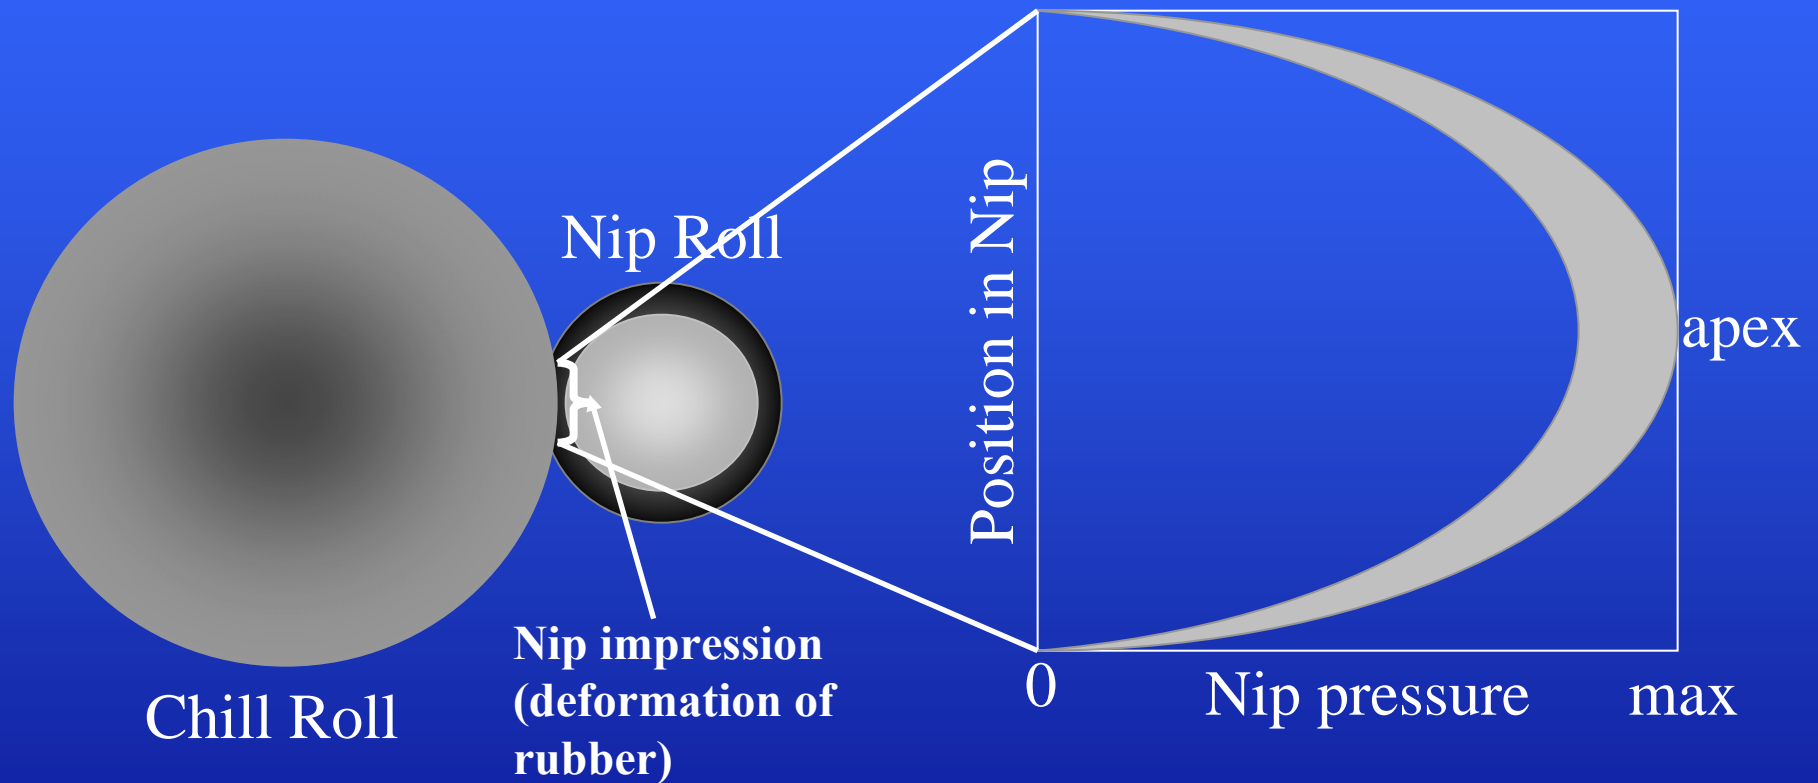 Nip Roll
Chill Roll
Nip impression
(deformation of
rubber)
Position in Nip
apex
0
Nip pressure
max